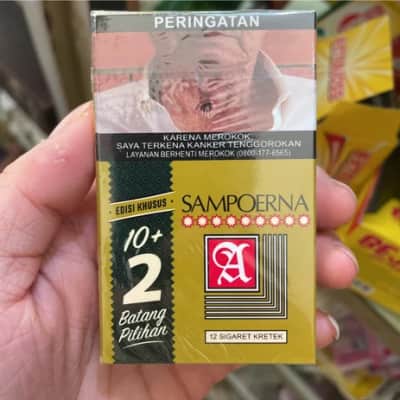 PERINGATAN
KARENA MEROKOK,
SAYA TERKENA KANKER TENGGOROKAN
LAYANAN BERHENTI MEROKOK (0800-177-6565)
EDISI KHUSUS
10+
2
Batang
Pilihan
SAMPOERNA
A
12 SIGARET KRETEK